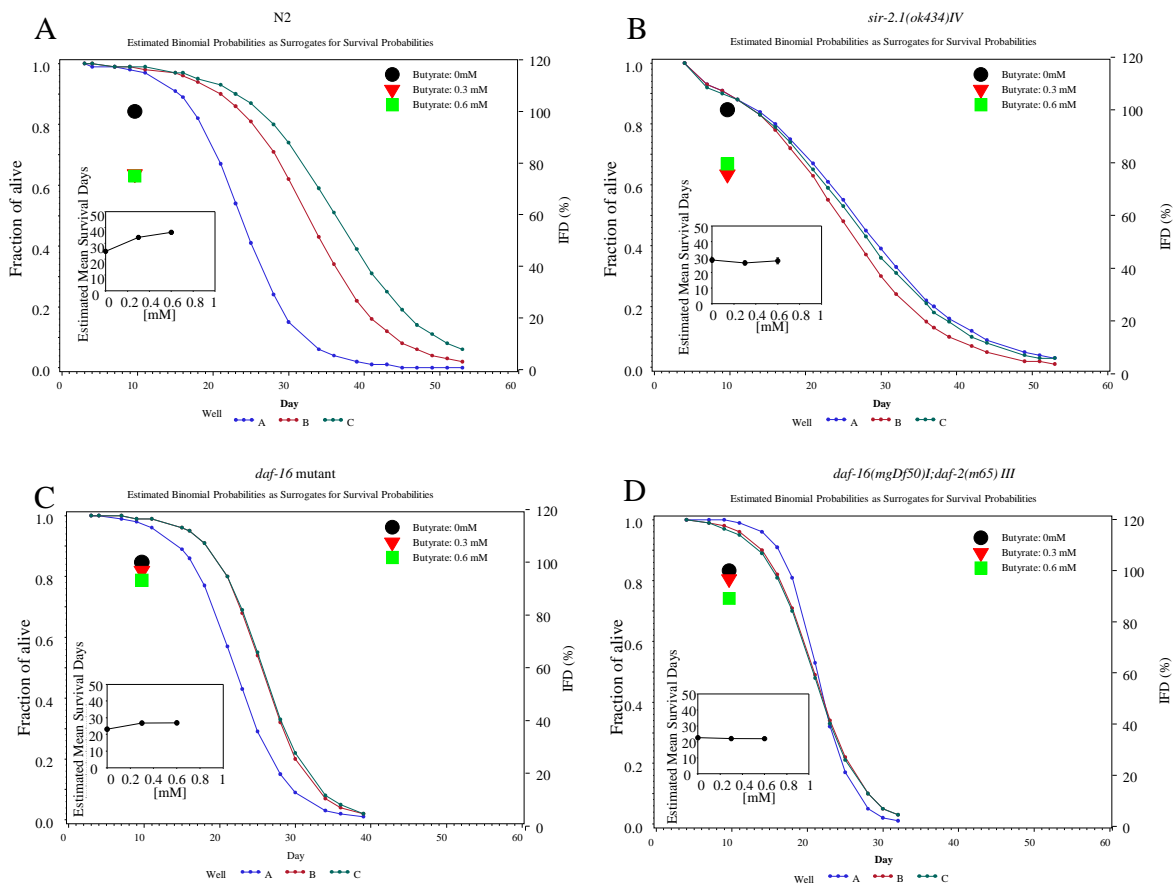 A
N2
Estimated Binomial Probabilities as Surrogates for Survival Probabilities
1.0
0.8
0.6
0.4
0.2
0.0
Fraction of alive
120
100
80
60
40
20
0
IFD (%)
Butyrate: 0mM
Butyrate: 0.3 mM
Butyrate: 0.6 mM
Estimated Mean Survival Days
50
40
30
20
10
0
0 0.2 0.4 0.6 0.8 1
[mM]
0 10 20 30 40 50 60
Day
Well A B C
B
sir-2.1(ok434)IV
Estimated Binomial Probabilities as Surrogates for Survival Probabilities
1.0
0.8
0.6
0.4
0.2
0.0
Fraction of alive
120
100
80
60
40
20
0
IFD (%)
Butyrate: 0mM
Butyrate: 0.3 mM
Butyrate: 0.6 mM
Estimated Mean Survival Days
50
40
30
20
10
0
0 0.2 0.4 0.6 0.8 1
[mM]
0 10 20 30 40 50 60
Day
Well A B C
C
daf-16 mutant
Estimated Binomial Probabilities as Surrogates for Survival Probabilities
1.0
0.8
0.6
0.4
0.2
0.0
Fraction of alive
120
100
80
60
40
20
0
IFD (%)
Butyrate: 0mM
Butyrate: 0.3 mM
Butyrate: 0.6 mM
Estimated Mean Survival Days
50
40
30
20
10
0
0 0.2 0.4 0.6 0.8 1
[mM]
0 10 20 30 40 50 60
Day
Well A B C
D
daf-16(mgDf50)I;daf-2(m65) III
Estimated Binomial Probabilities as Surrogates for Survival Probabilities
1.0
0.8
0.6
0.4
0.2
0.0
Fraction of alive
120
100
80
60
40
20
0
IFD (%)
Butyrate: 0mM
Butyrate: 0.3 mM
Butyrate: 0.6 mM
Estimated Mean Survival Days
50
40
30
20
10
0
0 0.2 0.4 0.6 0.8 1
[mM]
0 10 20 30 40 50 60
Day
Well A B C